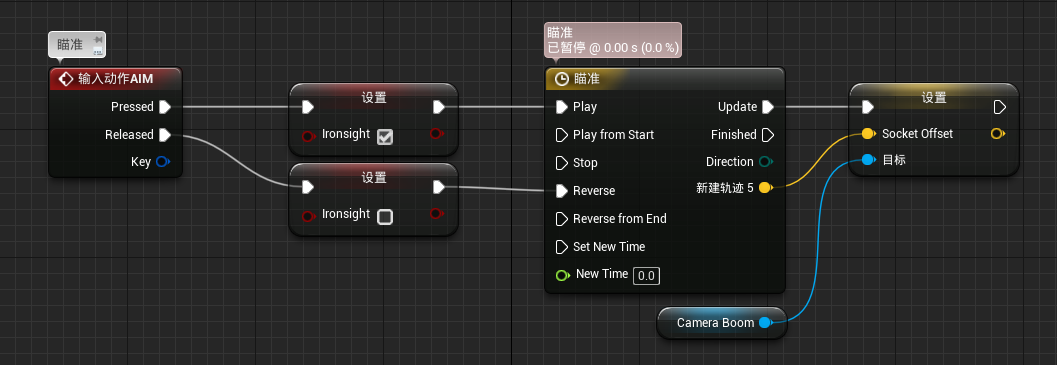 瞄准
输入动作AIM
Pressed
Released
Key
设置
Ironsight
设置
Ironsight
瞄准
已暂停 @ 0.00 s (0.0 %)
瞄准
Play
Play from Start
Stop
Reverse
Reverse from End
Set New Time
New Time 0.0
Update
Finished
Direction
新建轨迹 5
设置
Socket Offset
目标
Camera Boom